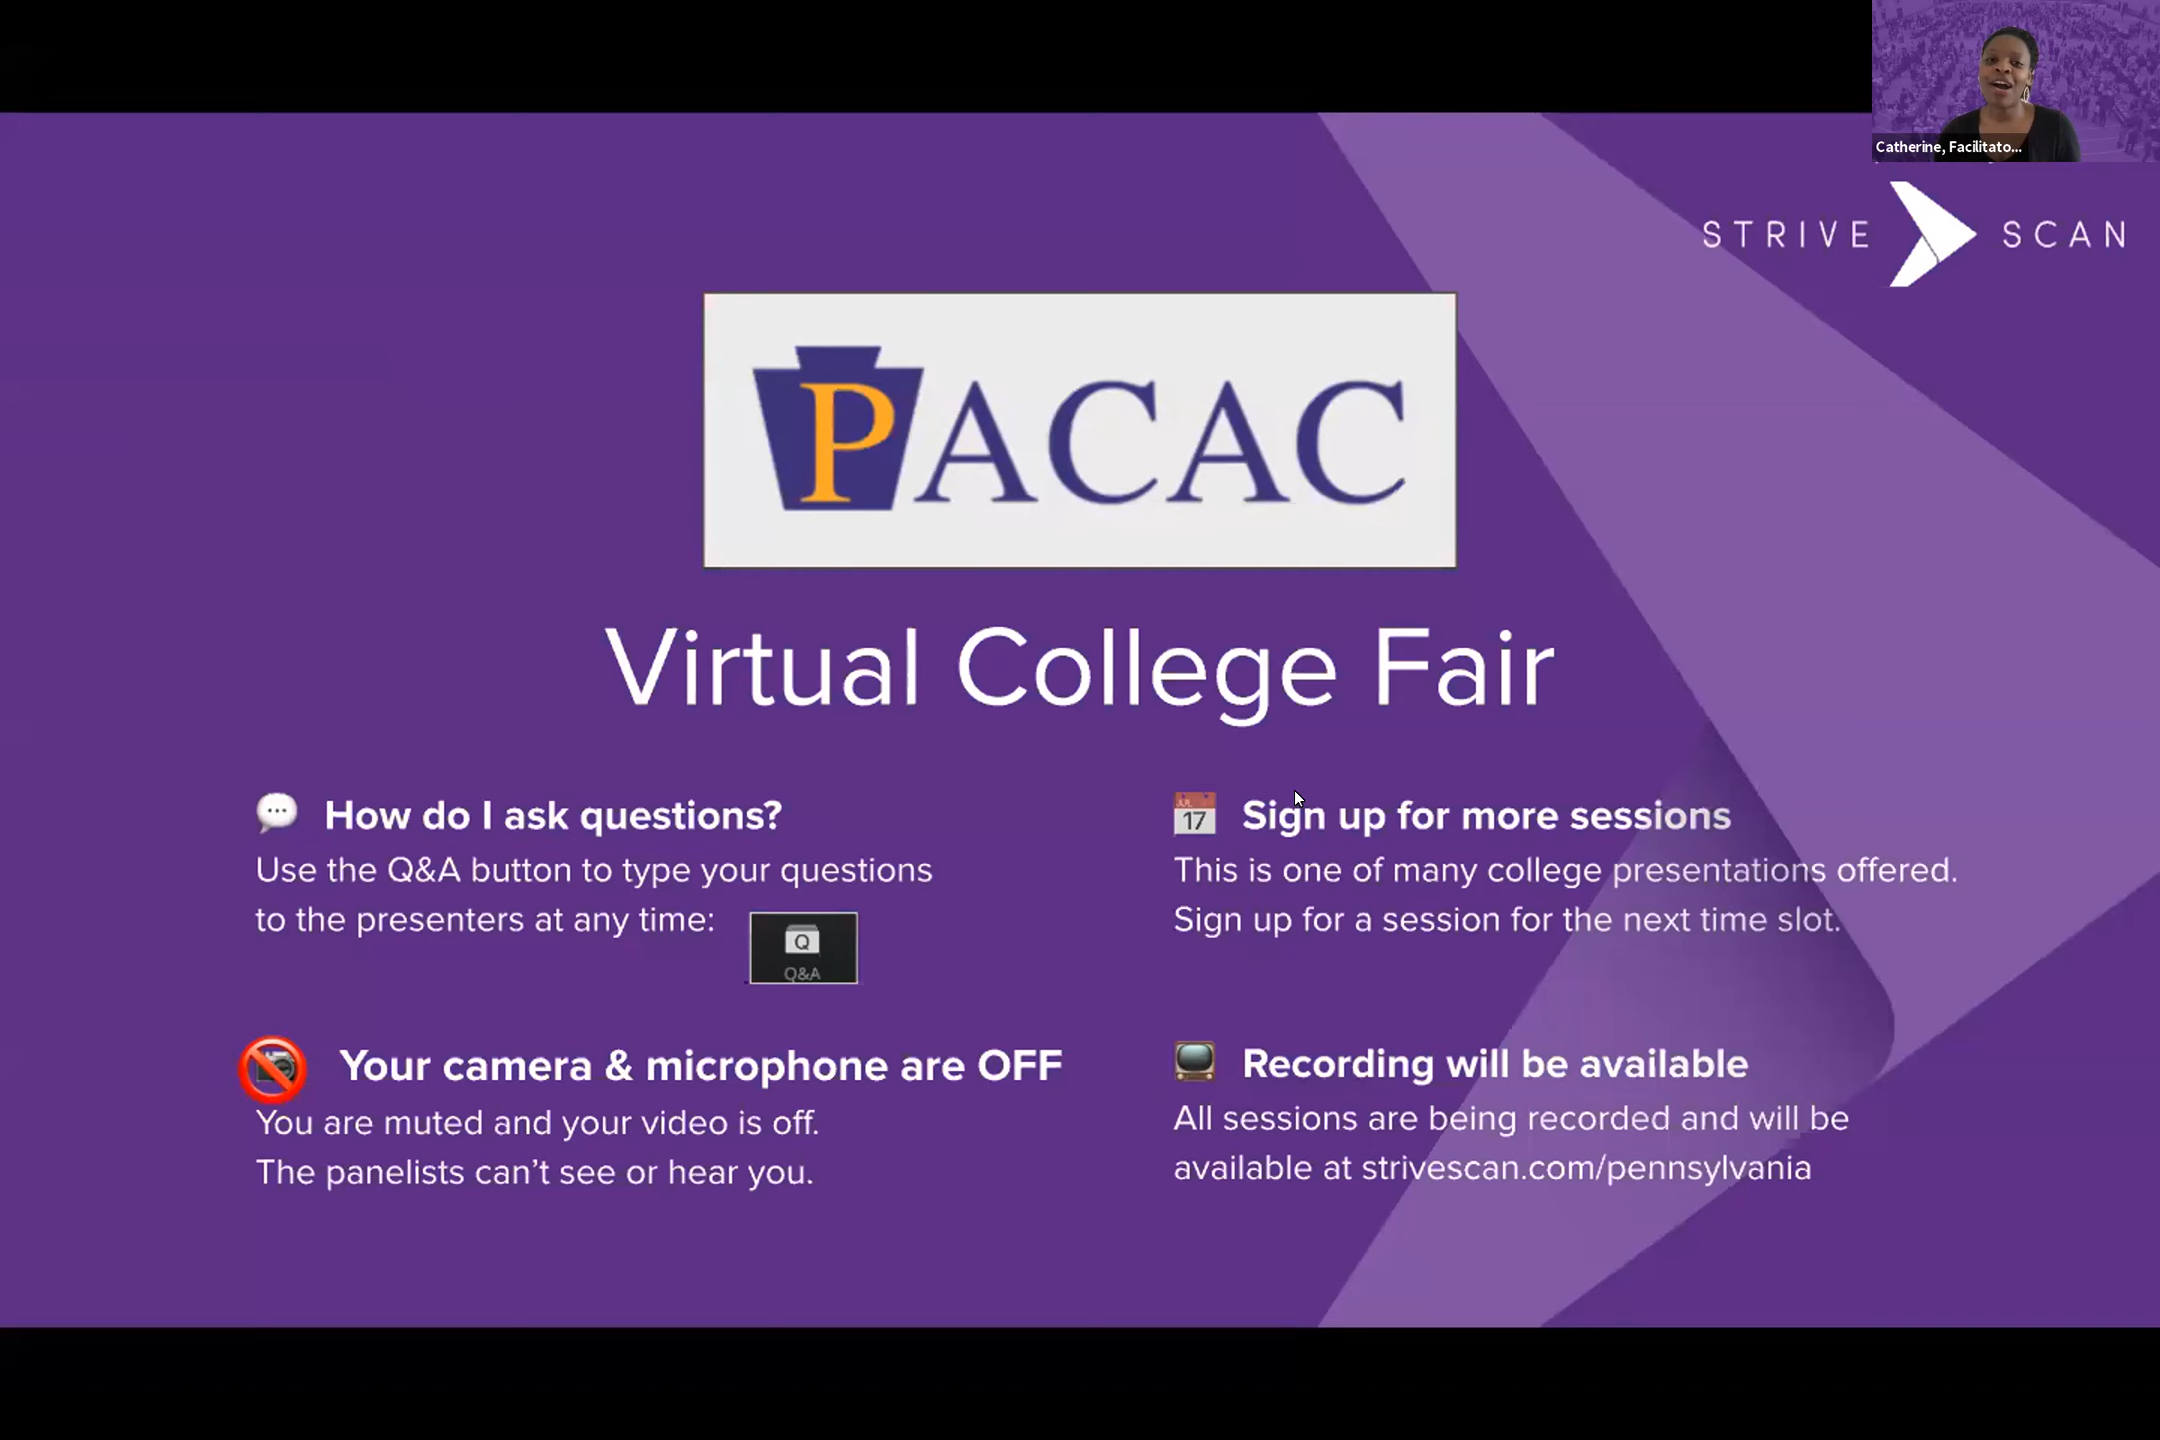 Catherine, Facilitato...
STRIVE SCAN
PACAC
Virtual College Fair
How do I ask questions?
Use the Q&A button to type your questions
to the presenters at any time:
Q
Q&A
JUL
17
Sign up for more sessions
This is one of many college presentations offered.
Sign up for a session for the next time slot.
Your camera & microphone are OFF
You are muted and your video is off.
The panelists can’t see or hear you.
Recording will be available
All sessions are being recorded and will be
available at strivescan.com/pennsylvania